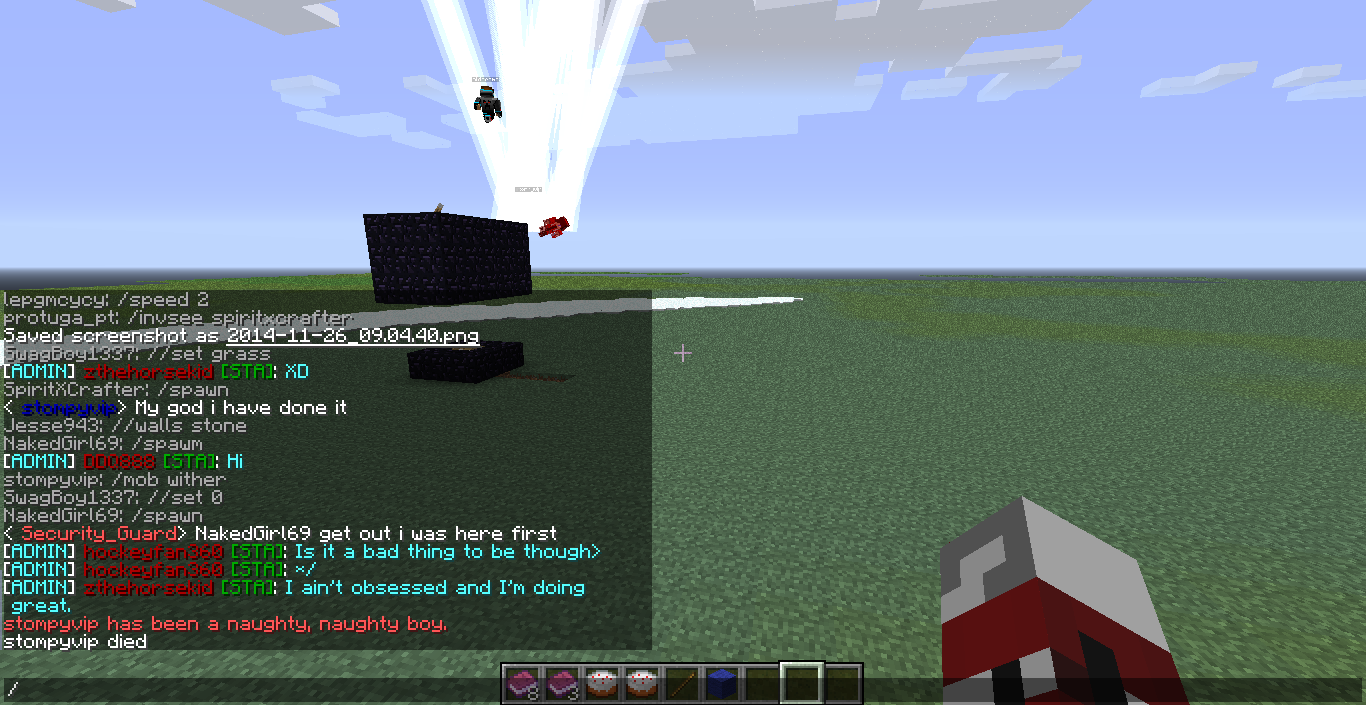 lepgmcycy: /speed 2
protuga_pt: /invsee spiritxcrafter
Saved screenshot as 2014-11-26_09.04.40.png
SwagBoy1337: //set grass
[ADMIN] zthehorsekid [STA]: XD
SpiritXCrafter: /spawn
< stompyvip> My god i have done it
Jesse943: //walls stone
NakedGirl69: /spawm
[ADMIN] DDQ888 [STA]: Hi
stompyvip: /mob wither
SwagBoy1337: //set 0
NakedGirl69: /spawn
< Security_Guard> NakedGirl69 get out i was here first
[ADMIN] hockeyfan360 [STA]: Is it a bad thing to be though>
[ADMIN] hockeyfan360 [STA]: */
[ADMIN] zthehorsekid [STA]: I ain't obsessed and I'm doing
great.
stompyvip has been a naughty, naughty boy.
stompyvip died
8
3
/